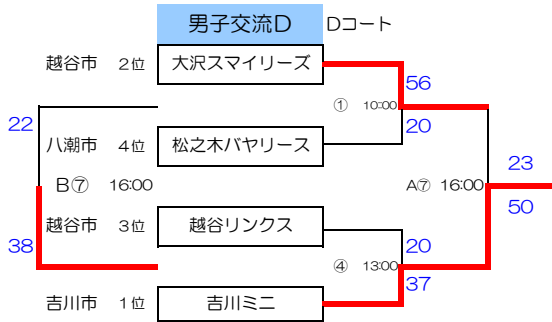 男子交流D Dコート
越谷市 2位 大沢スマイリーズ
56
① 10:00
22
20
八潮市 4位 松之木バヤリース
23
B⑦ 16:00
A⑦ 16:00
50
越谷市 3位 越谷リンクス
38
20
④ 13:00
37
吉川市 1位 吉川ミニ